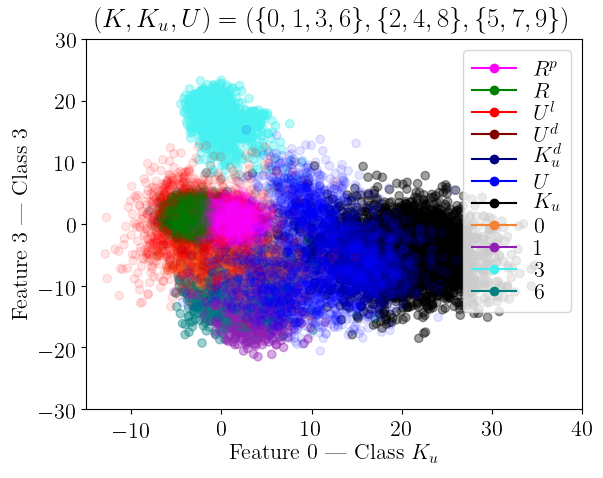 (K, K_u, U) = ({0, 1, 3, 6}, {2, 4, 8}, {5, 7, 9})
30
20
10
0
−10
−20
−30
Feature 3 — Class 3
R^p
R
U^l
U^d
K_u^d
U
K_u
0
1
3
6
−10
0
10
20
30
40
Feature 0 — Class K_u